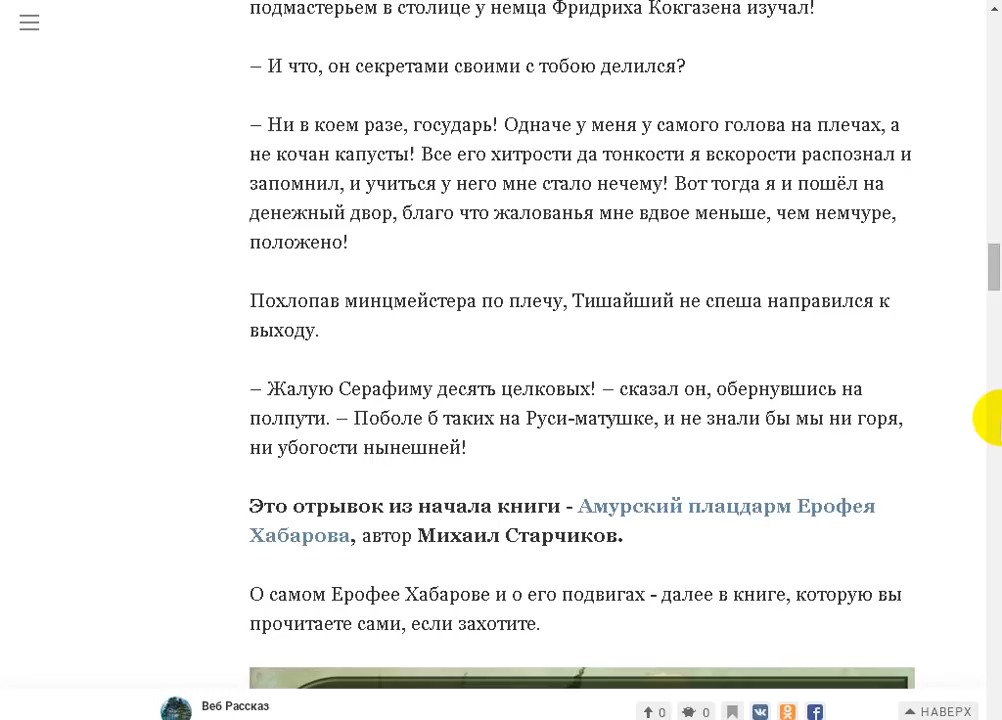 подмастерьем в столице у немца Фридриха Кокгазена изучал!
– И что, он секретами своими с тобою делился?
– Ни в коем разе, государь! Одначе у меня у самого голова на плечах, а
не кочан капусты! Все его хитрости да тонкости я вскорости распознал и
запомнил, и учиться у него мне стало нечему! Вот тогда я и пошёл на
денежный двор, благо что жалованья мне вдвое меньше, чем немчуре,
положено!
Похлопав минцмейстера по плечу, Тишайший не спеша направился к
выходу.
– Жалую Серафиму десять целковых! – сказал он, обернувшись на
полпути. – Поболе б таких на Руси-матушке, и не знали бы мы ни горя,
ни убогости нынешней!
Это отрывок из начала книги - Амурский плацдарм Ерофея
Хабарова, автор Михаил Старчиков.
О самом Ерофее Хабарове и о его подвигах - далее в книге, которую вы
прочитаете сами, если захотите.
Веб Рассказ
0 0 НАВЕРХ